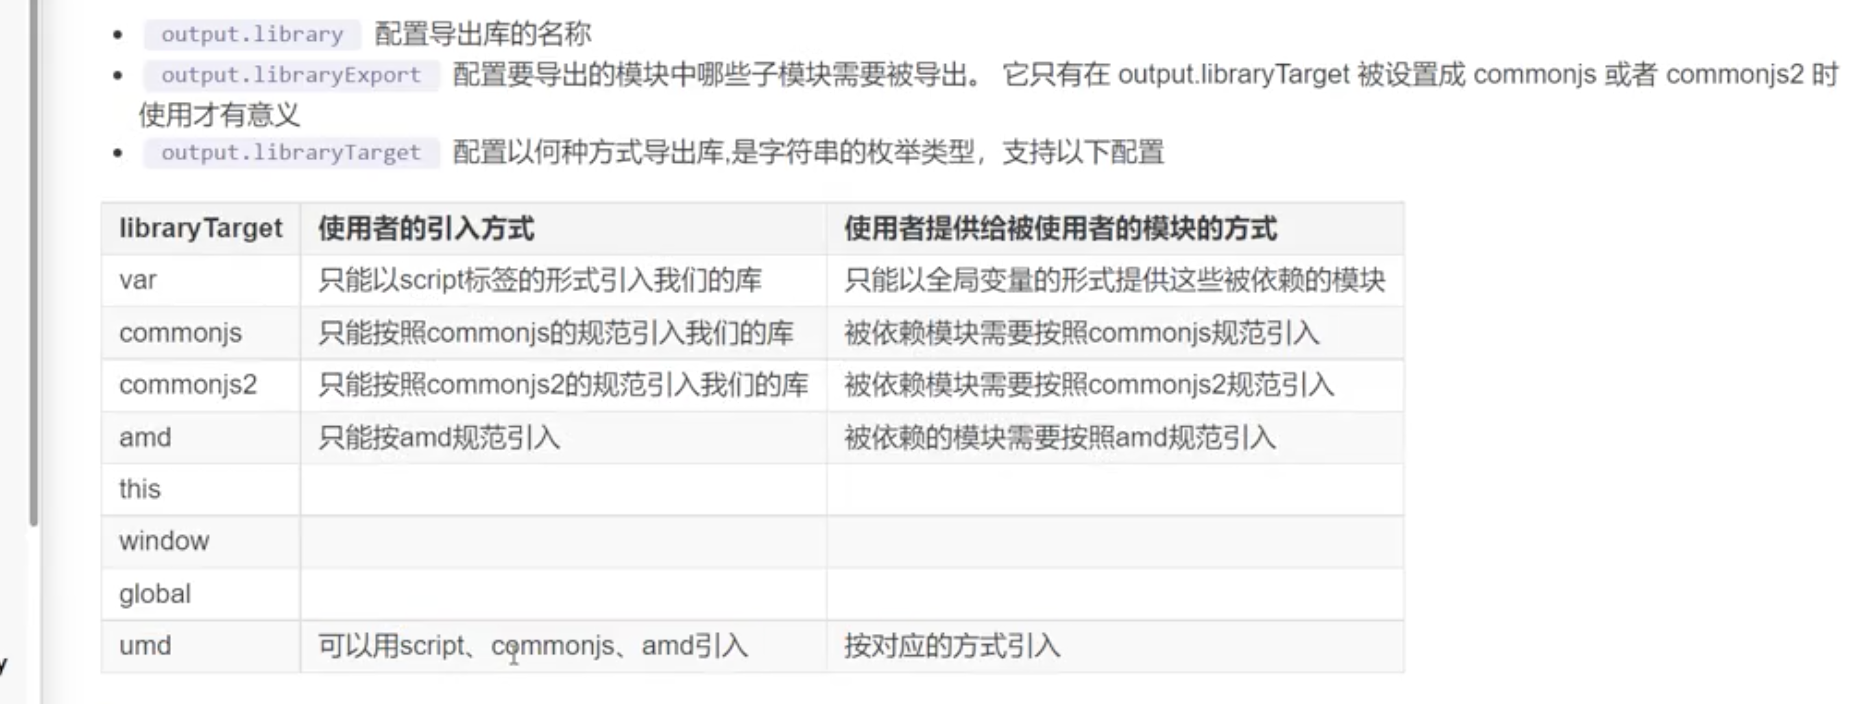 output.library 配置导出库的名称
output.libraryExport 配置要导出的模块中哪些子模块需要被导出。 它只有在 output.libraryTarget 被设置成 commonjs 或者 commonjs2 时
使用才有意义
output.libraryTarget 配置以何种方式导出库,是字符串的枚举类型，支持以下配置
libraryTarget 使用者的引入方式 使用者提供给被使用者的模块的方式
var 只能以script标签的形式引入我们的库 只能以全局变量的形式提供这些被依赖的模块
commonjs 只能按照commonjs的规范引入我们的库 被依赖模块需要按照commonjs规范引入
commonjs2 只能按照commonjs2的规范引入我们的库 被依赖模块需要按照commonjs2规范引入
amd 只能按amd规范引入 被依赖的模块需要按照amd规范引入
this
window
global
umd 可以用script、commonjs、amd引入 按对应的方式引入
y